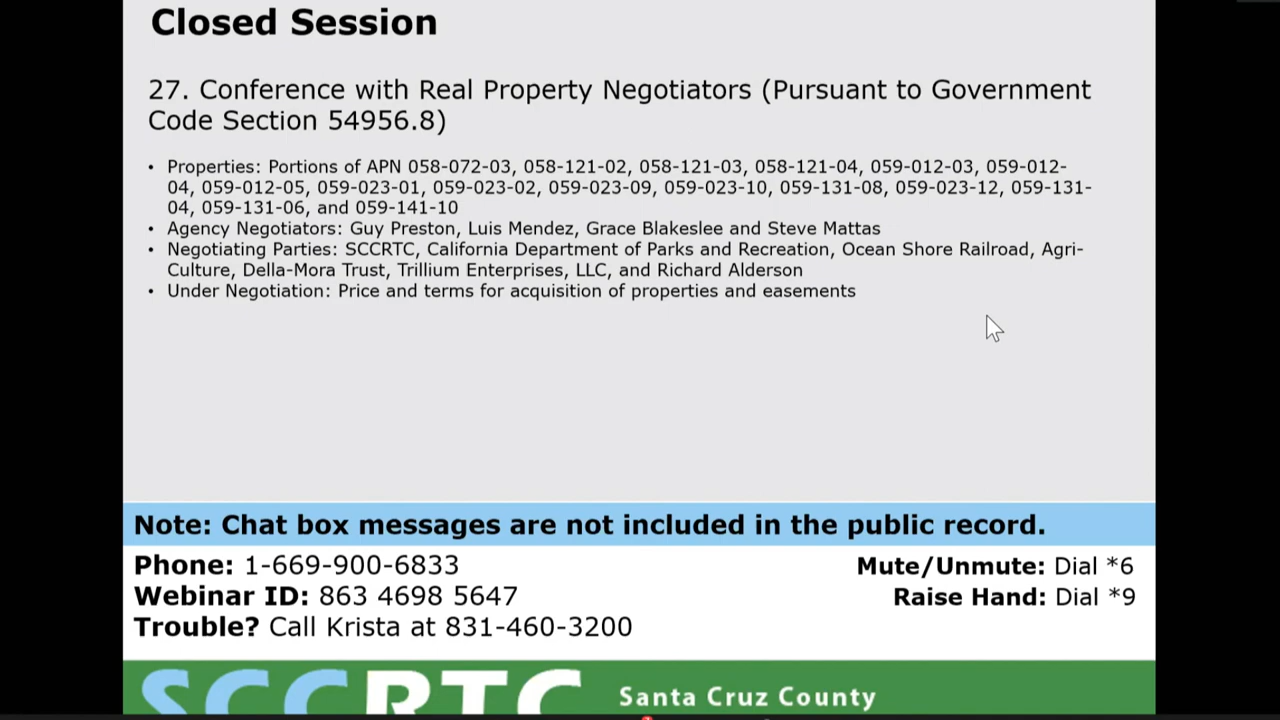 Closed Session
27. Conference with Real Property Negotiators (Pursuant to Government
Code Section 54956.8)
• Properties: Portions of APN 058-072-03, 058-121-02, 058-121-03, 058-121-04, 059-012-03, 059-012-
04, 059-012-05, 059-023-01, 059-023-02, 059-023-09, 059-023-10, 059-131-08, 059-023-12, 059-131-
04, 059-131-06, and 059-141-10
• Agency Negotiators: Guy Preston, Luis Mendez, Grace Blakeslee and Steve Mattas
• Negotiating Parties: SCCRTC, California Department of Parks and Recreation, Ocean Shore Railroad, Agri-
Culture, Della-Mora Trust, Trillium Enterprises, LLC, and Richard Alderson
• Under Negotiation: Price and terms for acquisition of properties and easements
Note: Chat box messages are not included in the public record.
Phone: 1-669-900-6833
Webinar ID: 863 4698 5647
Trouble? Call Krista at 831-460-3200
Mute/Unmute: Dial *6
Raise Hand: Dial *9
SCCRTC
Santa Cruz County